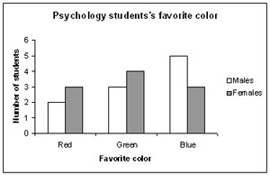 Psychology students's favorite color
Number of students
6
5
4
3
2
1
0
Red Green Blue
Favorite color
Males
Females